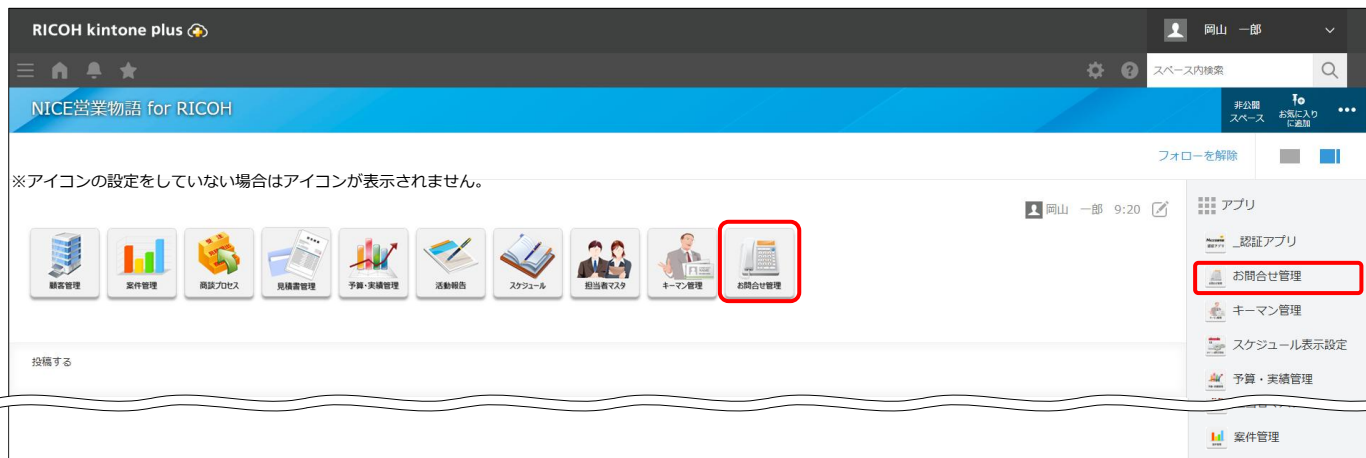 RICOH kintone plus
岡山 一郎
スペース内検索
NICE営業物語 for RICOH
非公開
スペース
お気に入り
に追加
フォローを解除
※アイコンの設定をしていない場合はアイコンが表示されません。
岡山 一郎 9:20
アプリ
顧客管理
案件管理
商談プロセス
見積書管理
予算・実績管理
活動報告
スケジュール
担当者マスタ
キーマン管理
お問合せ管理
_認証アプリ
お問合せ管理
キーマン管理
スケジュール表示設定
予算・実績管理
投稿する
案件管理